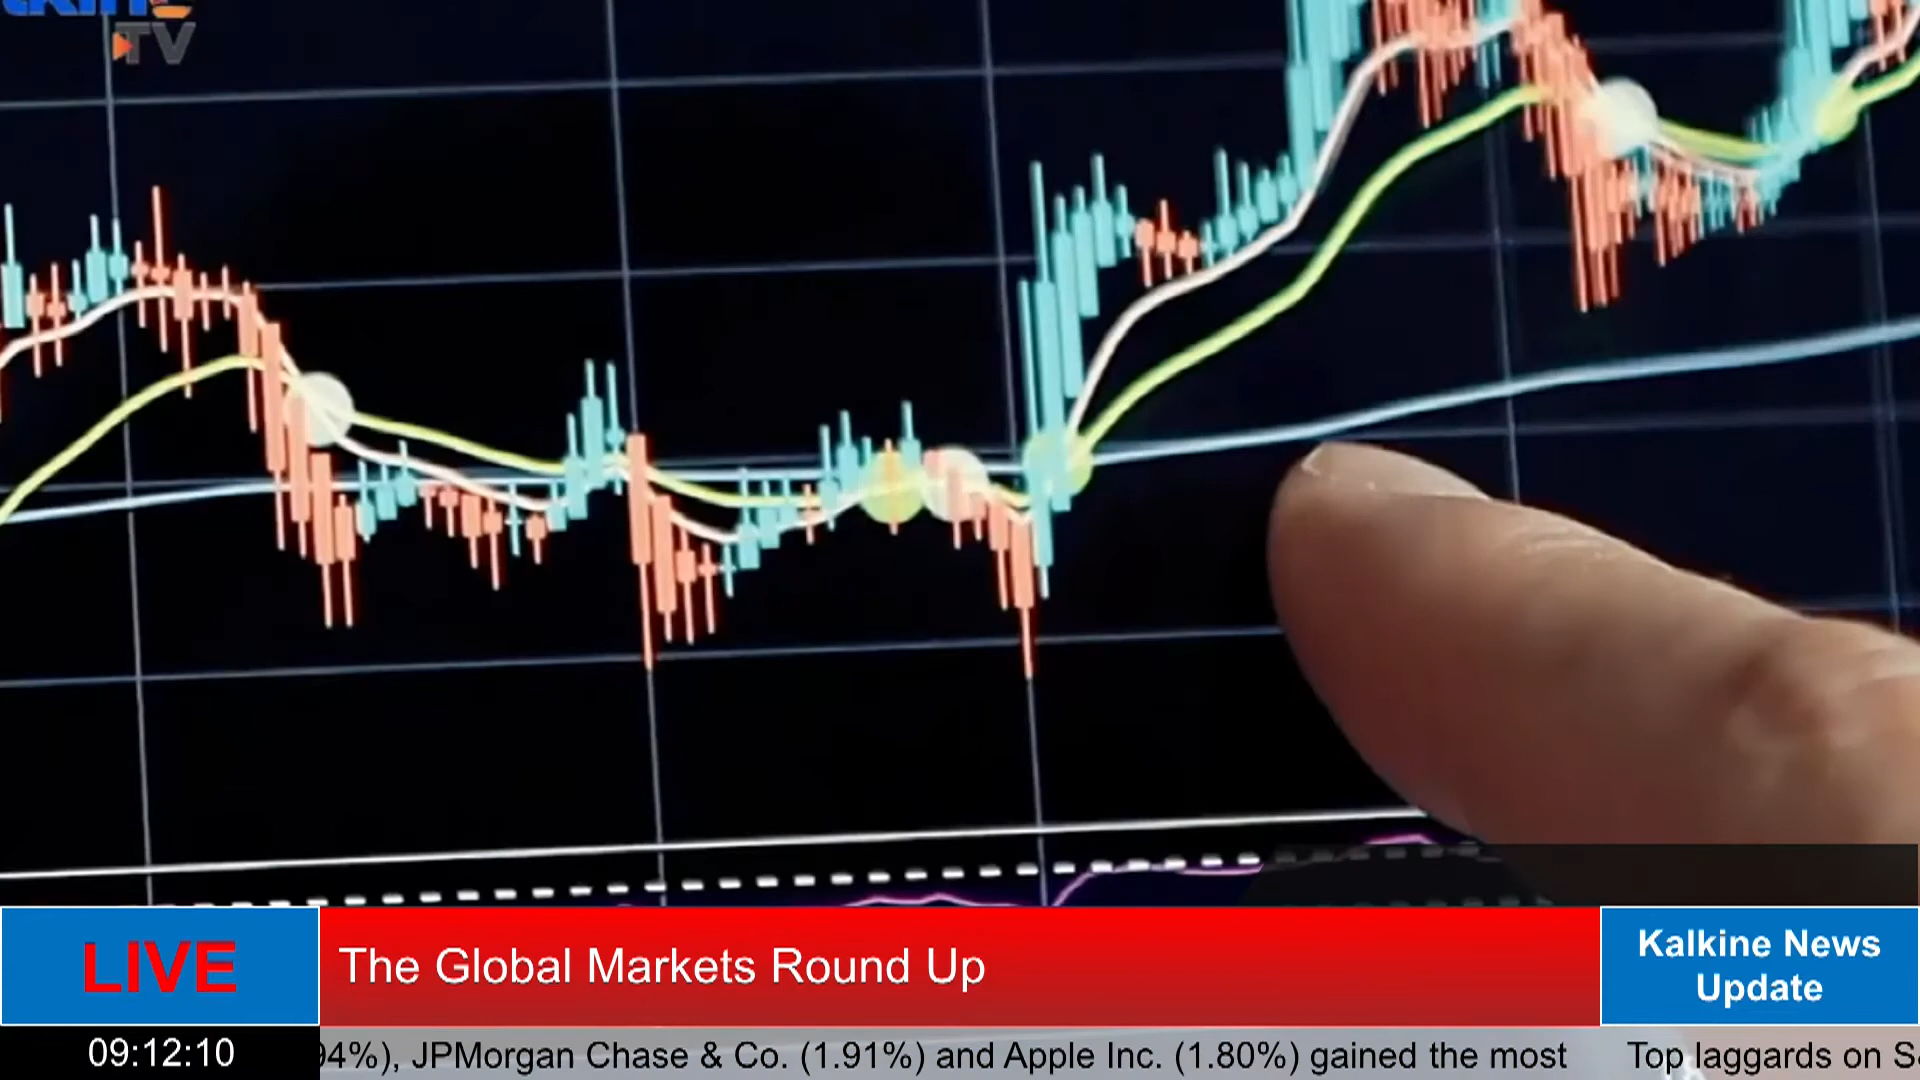 TV
LIVE
The Global Markets Round Up
Kalkine News
Update
09:12:10
94%), JPMorgan Chase & Co. (1.91%) and Apple Inc. (1.80%) gained the most
Top laggards on